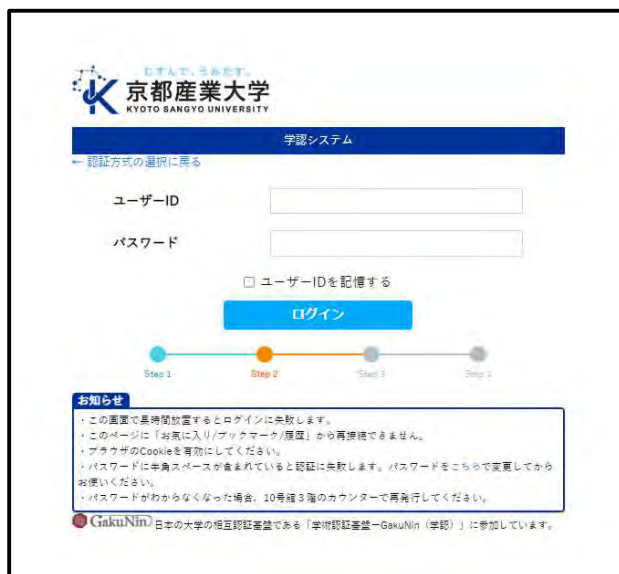 むすんで、うみだす。
京都産業大学
KYOTO SANGYO UNIVERSITY
学認システム
← 認証方式の選択に戻る
ユーザーID
パスワード
ユーザーIDを記憶する
ログイン
Step 1 Step 2 Step 3 Step 4
お知らせ
・この画面で長時間放置するとログインに失敗します。
・このページに「お気に入り/ブックマーク/履歴」から再接続できません。
・ブラウザのCookieを有効にしてください。
・パスワードに半角スペースが含まれていると認証に失敗します。パスワードをこちらで変更してから
お使いください。
・パスワードがわからなくなった場合、10号館3階のカウンターで再発行してください。
GakuNin 日本の大学の相互認証基盤である「学術認証基盤－GakuNin（学認）」に参加しています。